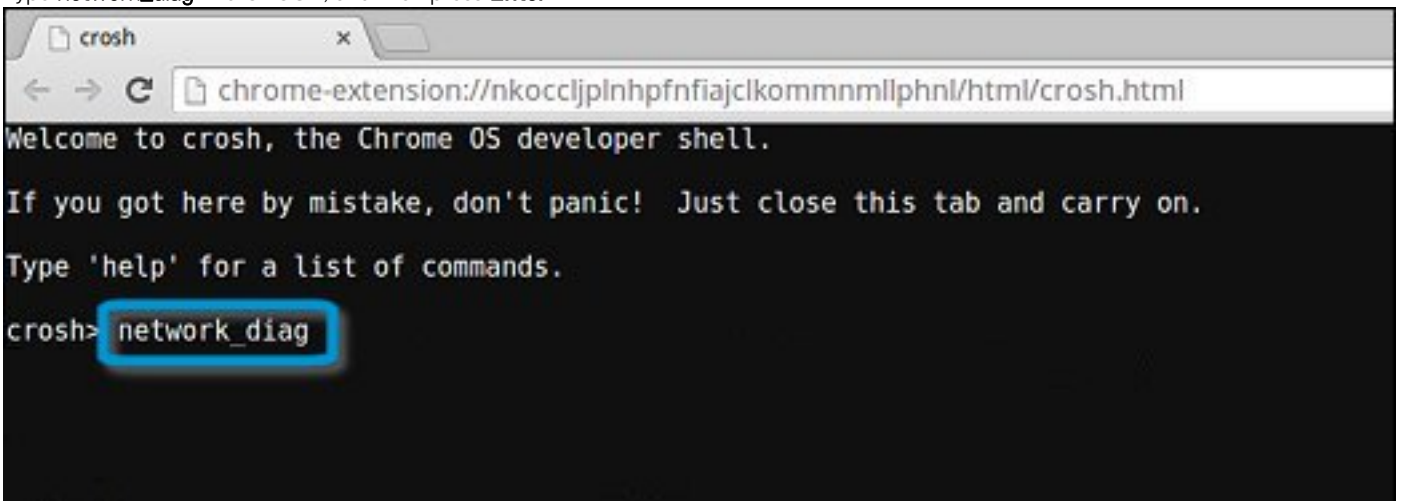 crosh
chrome-extension://nkoccljplnhpfnfiajclkommnmllphnl/html/crosh.html
Welcome to crosh, the Chrome OS developer shell.
If you got here by mistake, don't panic!  Just close this tab and carry on.
Type 'help' for a list of commands.
crosh> network_diag